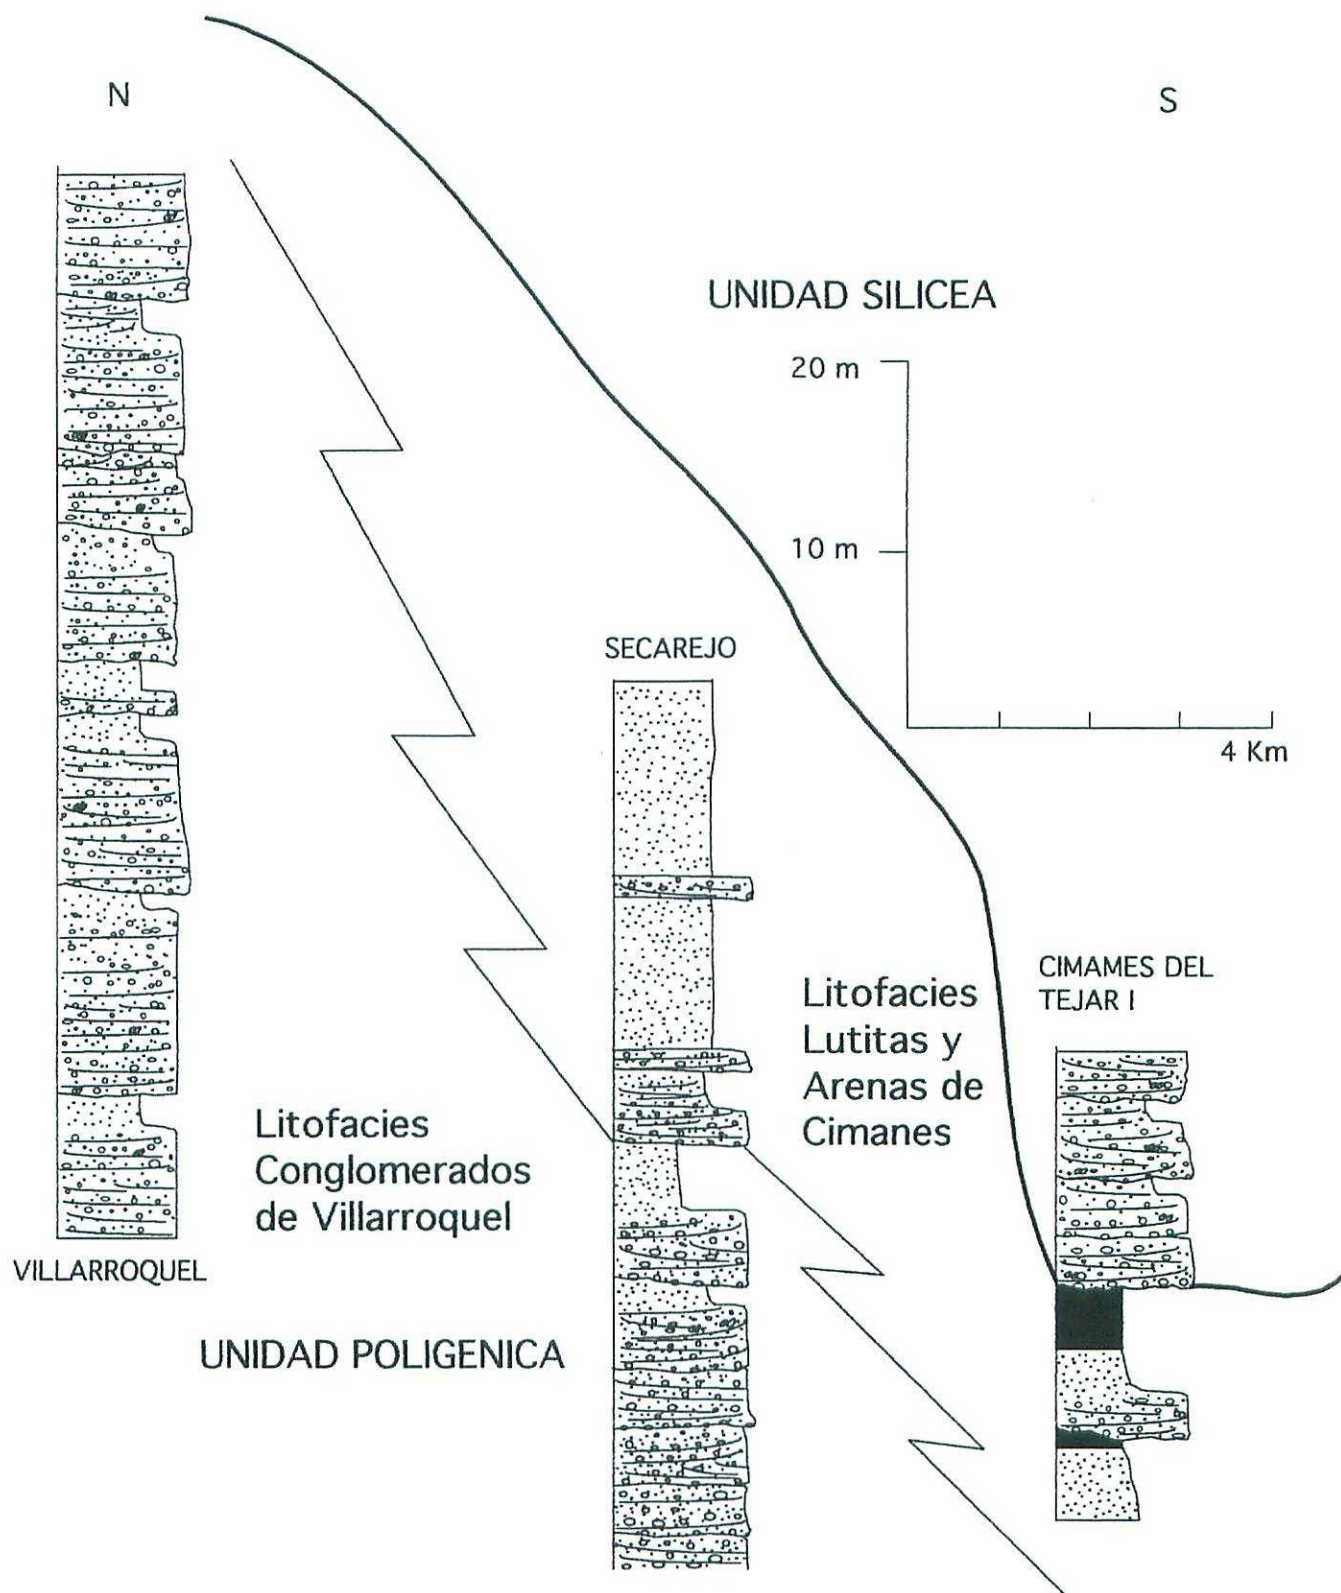 N
S
UNIDAD SILICEA
20 m
10 m
4 Km
SECAREJO
CIMAMES DEL
TEJAR I
Litofacies
Lutitas y
Arenas de
Cimanes
Litofacies
Conglomerados
de Villarroquel
VILLARROQUEL
UNIDAD POLIGENICA